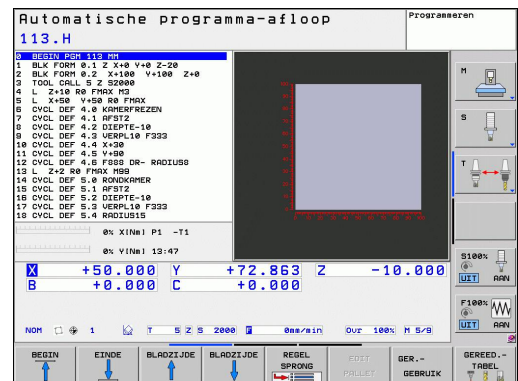 Automatische programma-afloop
Programmeren
113.H
0 BEGIN PGM 113 MM
1 BLK FORM 0.1 Z X+0 Y+0 Z-20
2 BLK FORM 0.2 X+100 Y+100 Z+0
3 TOOL CALL 5 Z S2000
4 L Z+10 R0 FMAX M3
5 L X+50 Y+50 R0 FMAX
6 CYCL DEF 4.0 KAMERFREZEN
7 CYCL DEF 4.1 AFST2
8 CYCL DEF 4.2 DIEPTE-10
9 CYCL DEF 4.3 VERPL10 F333
10 CYCL DEF 4.4 X+30
11 CYCL DEF 4.5 Y+90
12 CYCL DEF 4.6 F888 DR- RADIUS8
13 L Z+2 R0 FMAX M99
14 CYCL DEF 5.0 RONDKAMER
15 CYCL DEF 5.1 AFST2
16 CYCL DEF 5.2 DIEPTE-10
17 CYCL DEF 5.3 VERPL10 F333
18 CYCL DEF 5.4 RADIUS15
0% X[Nm] P1 -T1
0% Y[Nm] 13:47
X +50.000 Y +72.863 Z -10.000
B +0.000 C +0.000
NOM 1 T 5 Z S 2000 F 0mm/min Ovr 100% M 5/9
M
S
T
S100%
UIT AAN
F100%
UIT AAN
BEGIN
EINDE
BLADZIJDE
BLADZIJDE
REGEL
SPRONG
EDIT
PALLET
GER.-
GEBRUIK
GEREED.-
TABEL